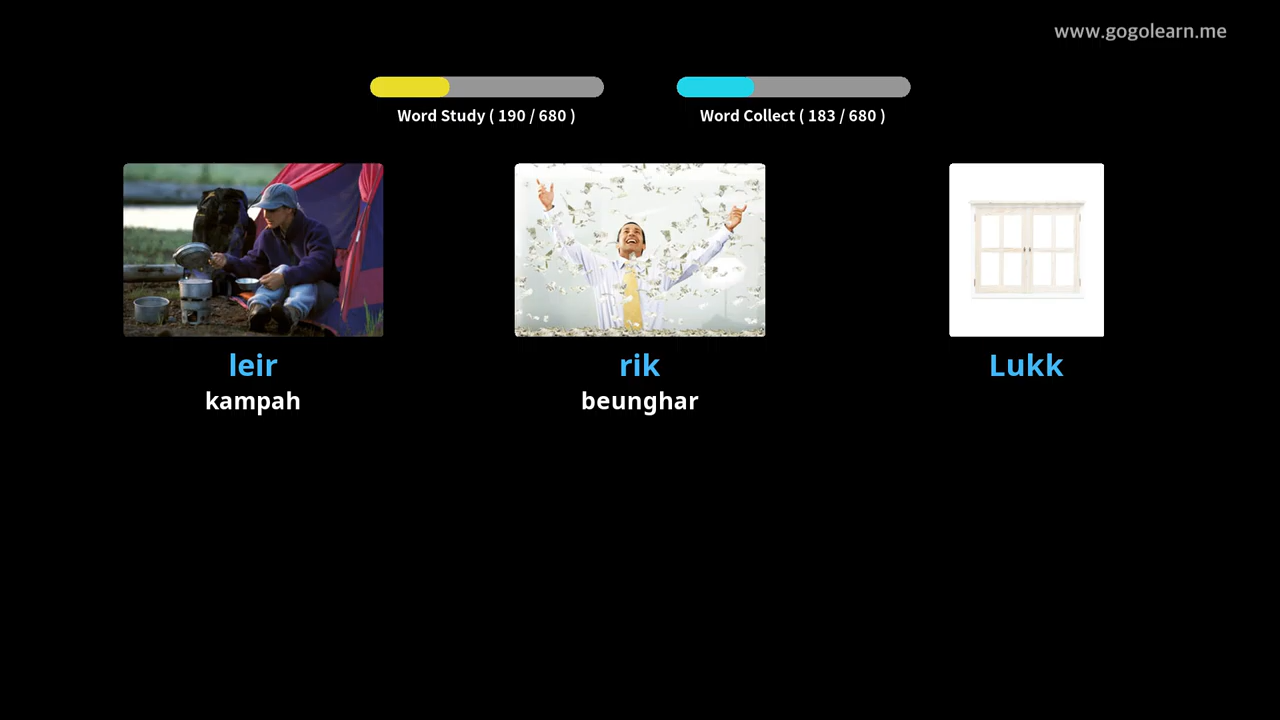 www.gogolearn.me
Word Study ( 190 / 680 )
Word Collect ( 183 / 680 )
leir
rik
Lukk
kampah
beunghar